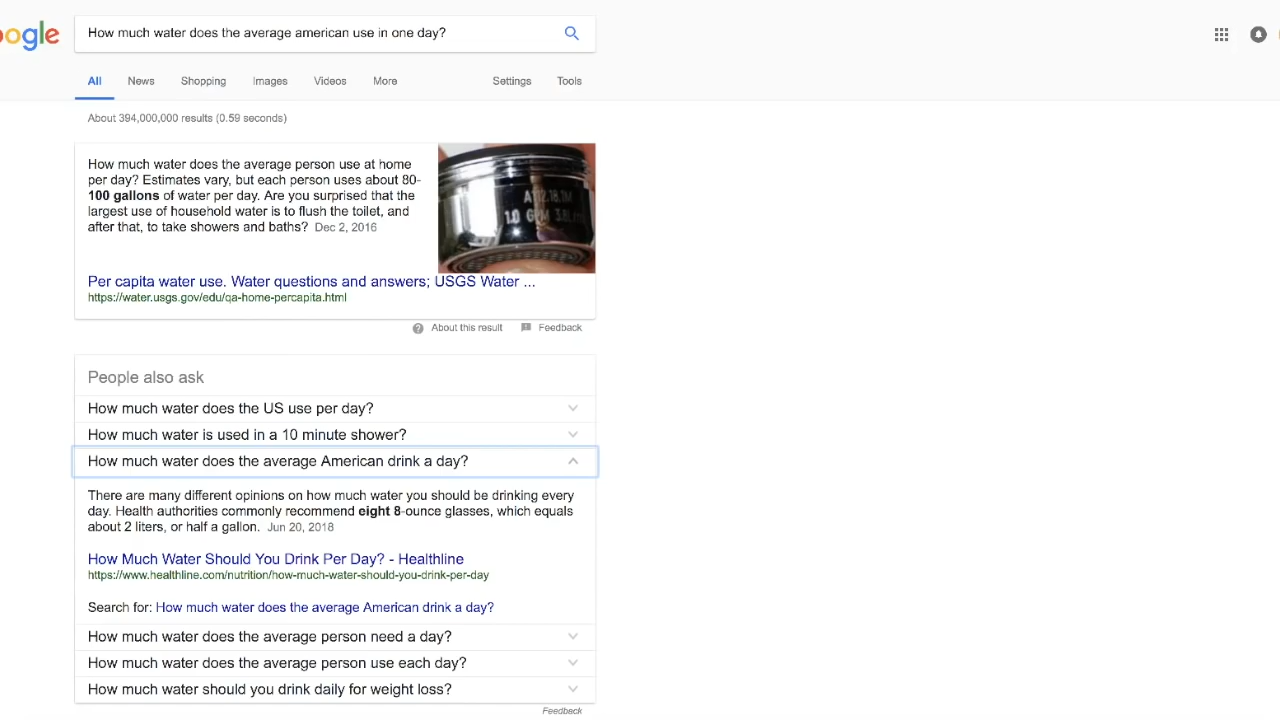 oogle
How much water does the average american use in one day?
All News Shopping Images Videos More Settings Tools
About 394,000,000 results (0.59 seconds)
How much water does the average person use at home
per day? Estimates vary, but each person uses about 80-
100 gallons of water per day. Are you surprised that the
largest use of household water is to flush the toilet, and
after that, to take showers and baths? Dec 2, 2016
A112.18.1M
1.0 GPM
Per capita water use. Water questions and answers; USGS Water ...
https://water.usgs.gov/edu/qa-home-percapita.html
About this result Feedback
People also ask
How much water does the US use per day?
How much water is used in a 10 minute shower?
How much water does the average American drink a day?
There are many different opinions on how much water you should be drinking every
day. Health authorities commonly recommend eight 8-ounce glasses, which equals
about 2 liters, or half a gallon. Jun 20, 2018
How Much Water Should You Drink Per Day? - Healthline
https://www.healthline.com/nutrition/how-much-water-should-you-drink-per-day
Search for: How much water does the average American drink a day?
How much water does the average person need a day?
How much water does the average person use each day?
How much water should you drink daily for weight loss?
Feedback